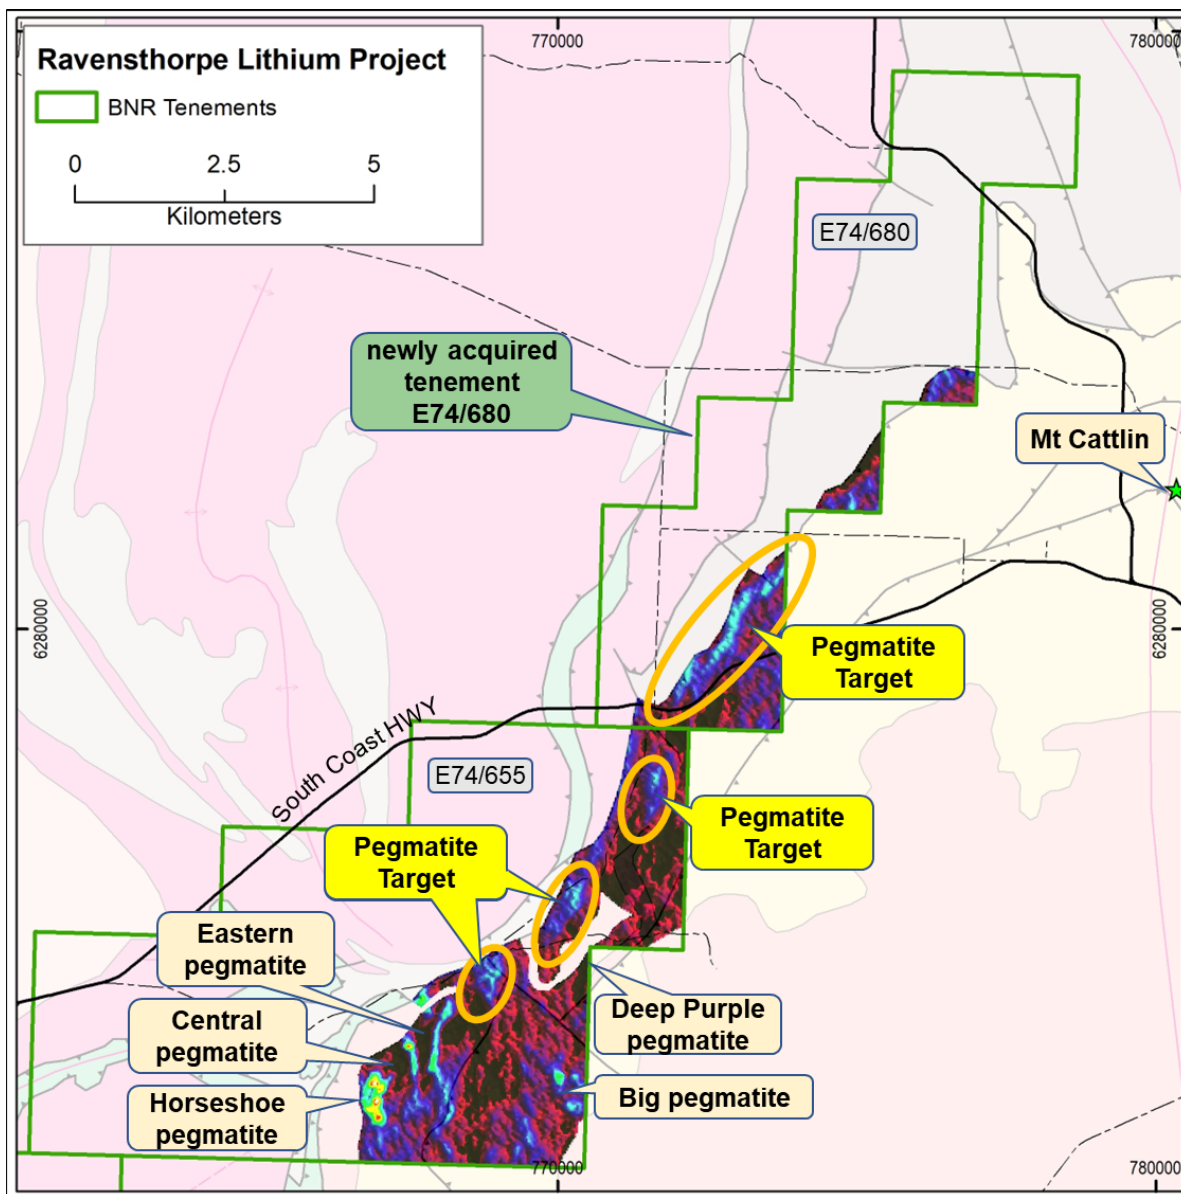 770000
780000
Ravensthorpe Lithium Project
BNR Tenements
0 2.5 5
Kilometers
E74/680
newly acquired
tenement
E74/680
Mt Cattlin
6280000
6280000
Pegmatite
Target
South Coast HWY
E74/655
Pegmatite
Target
Pegmatite
Target
Eastern
pegmatite
Deep Purple
pegmatite
Central
pegmatite
Big pegmatite
Horseshoe
pegmatite
770000
780000